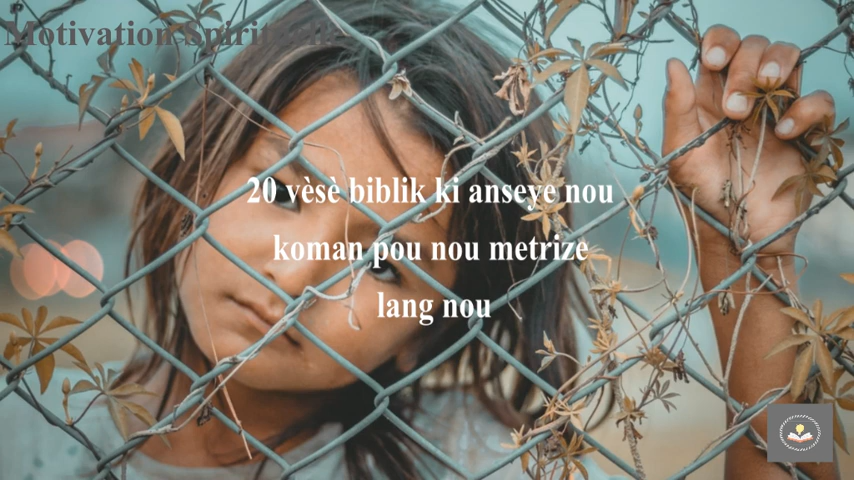 Motivation Spirituelle
20 vèsè biblik ki anseye nou
koman pou nou metrize
lang nou